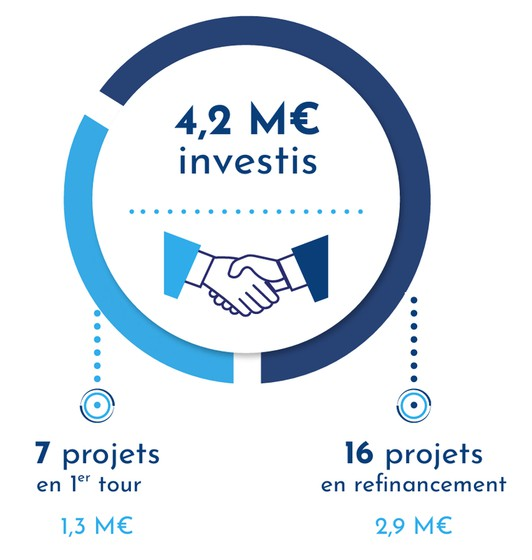 4,2 M€
investis
7 projets
en 1er tour
1,3 M€
16 projets
en refinancement
2,9 M€